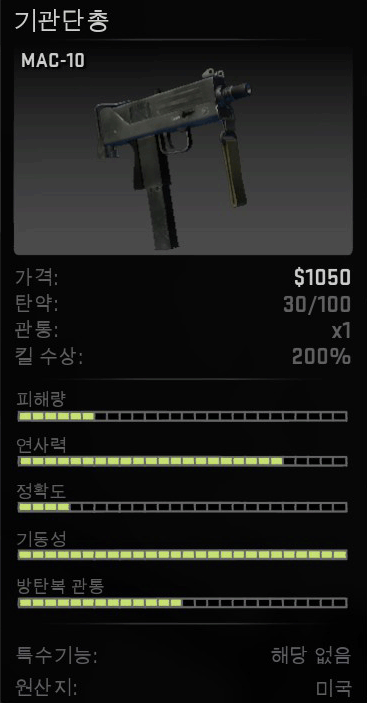 기관단총
MAC-10
가격: $1050
탄약: 30/100
관통: x1
킬 수상: 200%
피해량
연사력
정확도
기동성
방탄복 관통
특수기능: 해당 없음
원산지: 미국